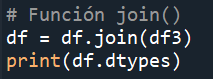 # Función join()
df = df.join(df3)
print(df.dtypes)